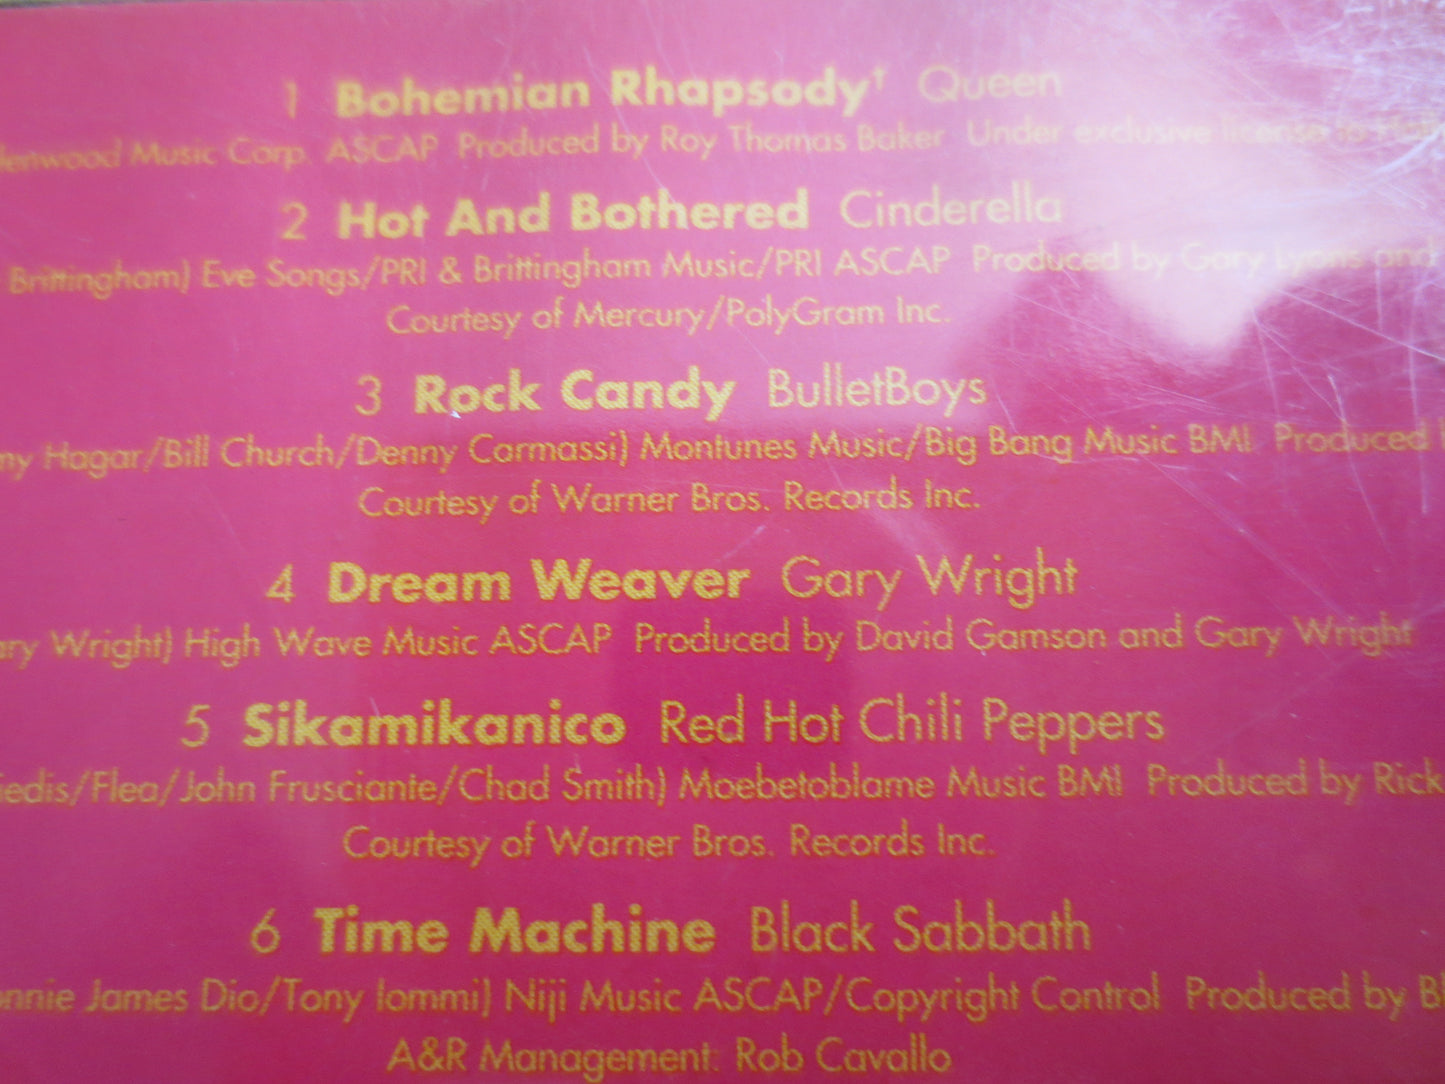 1 Bohemian Rhapsody† Queen
Music Corp. ASCAP Produced by Roy Thomas Baker Under exclusive license to
2 Hot And Bothered Cinderella
Brittingham) Eve Songs/PRI & Brittingham Music/PRI ASCAP Produced by Gary Lyons and
Courtesy of Mercury/PolyGram Inc.
3 Rock Candy BulletBoys
Hagar/Bill Church/Denny Carmassi) Montunes Music/Big Bang Music BMI Produced
Courtesy of Warner Bros. Records Inc.
4 Dream Weaver Gary Wright
Wright) High Wave Music ASCAP Produced by David Gamson and Gary Wright
5 Sikamikanico Red Hot Chili Peppers
/Flea/John Frusciante/Chad Smith) Moebetoblame Music BMI Produced by Rick
Courtesy of Warner Bros. Records Inc.
6 Time Machine Black Sabbath
James Dio/Tony Iommi) Niji Music ASCAP/Copyright Control Produced by
A&R Management: Rob Cavallo